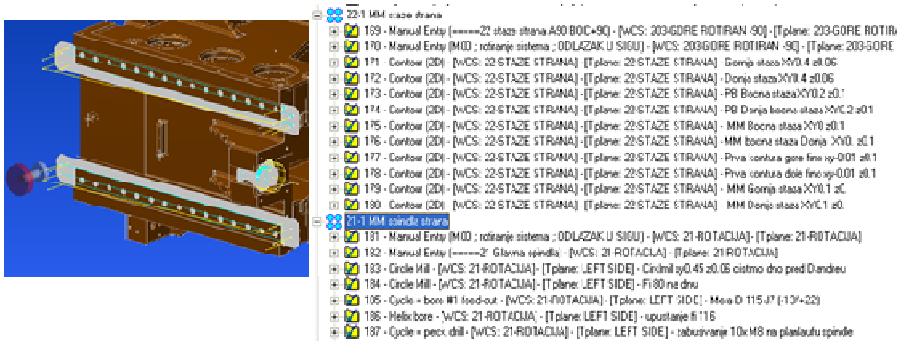 22-1 MM staze strana
169 - Manual Entry (------22 staze strana A90 BOC+90) - [WCS: 203-GORE ROTIRAN -90] - [Tplane: 203-GORE ROTIRA
170 - Manual Entry (M00 ; rotiranje sistema ; ODLAZAK U SIGU) - [WCS: 203-GORE ROTIRAN -90] - [Tplane: 203-GORE
171 - Contour (2D) - [WCS: 22-STAZE STRANA] - [Tplane: 22-STAZE STRANA] - Gornja staza XY0.4 z0.06
172 - Contour (2D) - [WCS: 22-STAZE STRANA] - [Tplane: 22-STAZE STRANA] - Donja staza XY0.4 z0.06
173 - Contour (2D) - [WCS: 22-STAZE STRANA] - [Tplane: 22-STAZE STRANA] - PB Bocna staza XY0.2 z0.1
174 - Contour (2D) - [WCS: 22-STAZE STRANA] - [Tplane: 22-STAZE STRANA] - PB Donja bocna staza XY0.2 z0.1
175 - Contour (2D) - [WCS: 22-STAZE STRANA] - [Tplane: 22-STAZE STRANA] - MM Bocna staza XY0 z0.1
176 - Contour (2D) - [WCS: 22-STAZE STRANA] - [Tplane: 22-STAZE STRANA] - MM bocna staza Donja XY0. z0.1
177 - Contour (2D) - [WCS: 22-STAZE STRANA] - [Tplane: 22-STAZE STRANA] - Prva kontura gore fino xy-0.01 z0.1
178 - Contour (2D) - [WCS: 22-STAZE STRANA] - [Tplane: 22-STAZE STRANA] - Prva contura dole fino xy-0.01 z0.1
179 - Contour (2D) - [WCS: 22-STAZE STRANA] - [Tplane: 22-STAZE STRANA] - MM Gornja staza XY0.1 z0.
180 - Contour (2D) - [WCS: 22-STAZE STRANA] - [Tplane: 22-STAZE STRANA] - MM Donja staza XY0.1 z0.
21-1 MM spindle strana
181 - Manual Entry (M00 ; rotiranje sistema ; ODLAZAK U SIGU) - [WCS: 21-ROTACIJA] - [Tplane: 21-ROTACIJA]
182 - Manual Entry (------21 Glavna spindla) - [WCS: 21-ROTACIJA] - [Tplane: 21-ROTACIJA]
183 - Circle Mill - [WCS: 21-ROTACIJA] - [Tplane: LEFT SIDE] - Circlmil xy0.45 z0.06 cistimo dno pred Dandreu
184 - Circle Mill - [WCS: 21-ROTACIJA] - [Tplane: LEFT SIDE] - Fi 80 na dnu
185 - Cycle - bore #1 feed-out - [WCS: 21-ROTACIJA] - [Tplane: LEFT SIDE] - Mera D 115 J7 (-13/+22)
186 - Helix bore - [WCS: 21-ROTACIJA] - [Tplane: LEFT SIDE] - upustanje fi 116
187 - Cycle - peck drill - [WCS: 21-ROTACIJA] - [Tplane: LEFT SIDE] - zabusivanje 10x M8 na planlaufu spindle